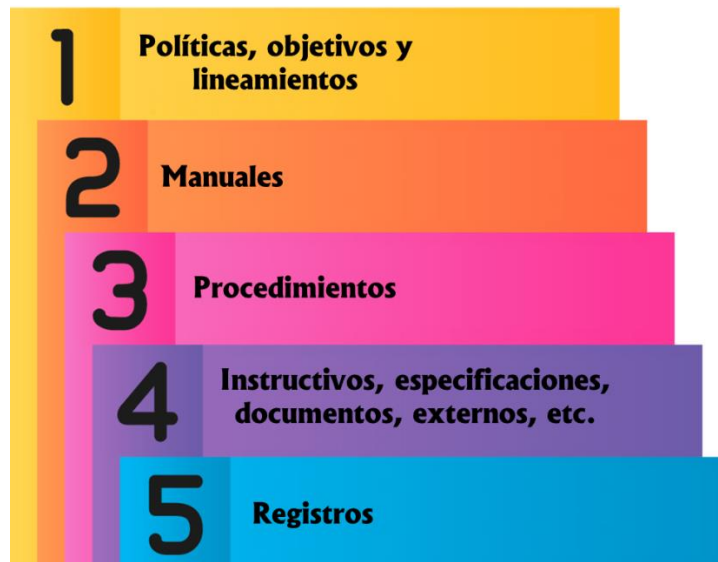 1
Políticas, objetivos y
lineamientos
2
Manuales
3
Procedimientos
4
Instructivos, especificaciones,
documentos, externos, etc.
5
Registros